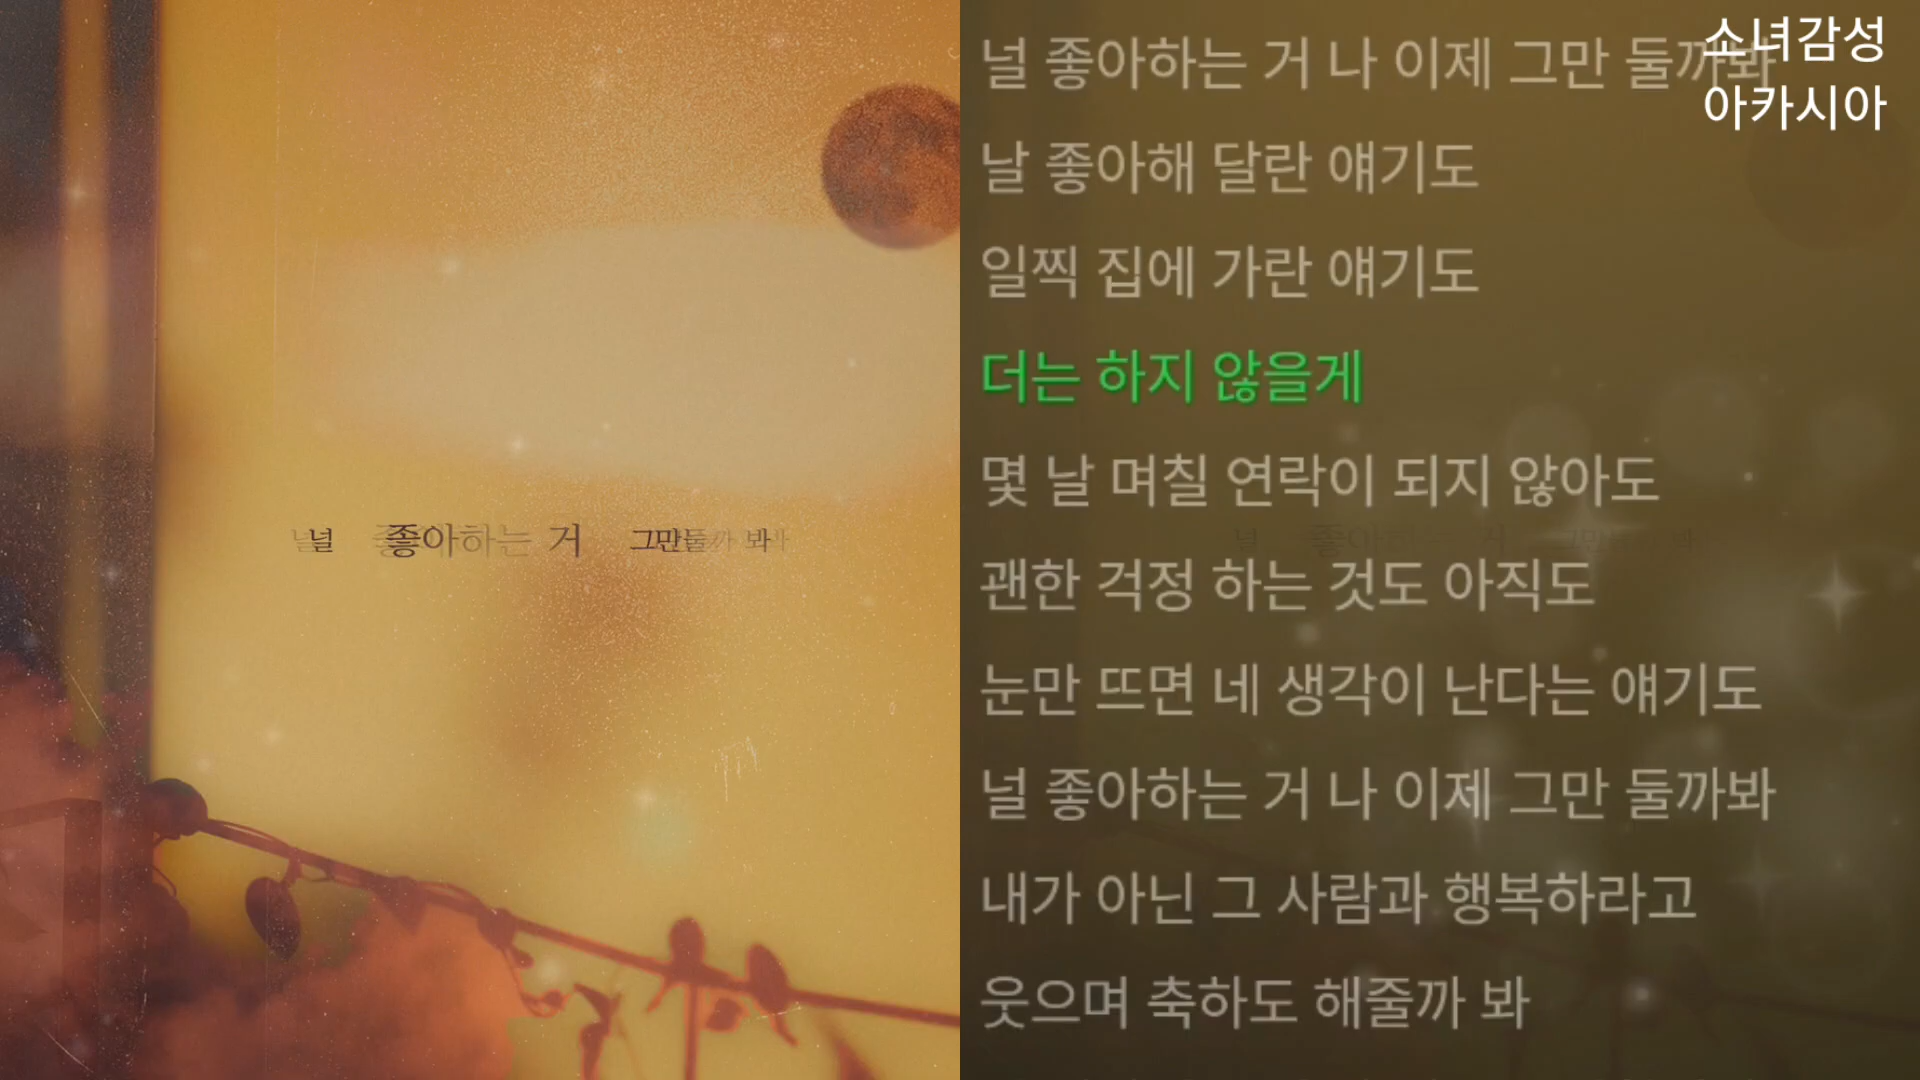 널 좋아하는 거 그만둘까 봐
소녀감성
아카시아
널 좋아하는 거 나 이제 그만 둘까봐
날 좋아해 달란 얘기도
일찍 집에 가란 얘기도
더는 하지 않을게
몇 날 며칠 연락이 되지 않아도
괜한 걱정 하는 것도 아직도
눈만 뜨면 네 생각이 난다는 얘기도
널 좋아하는 거 나 이제 그만 둘까봐
내가 아닌 그 사람과 행복하라고
웃으며 축하도 해줄까 봐